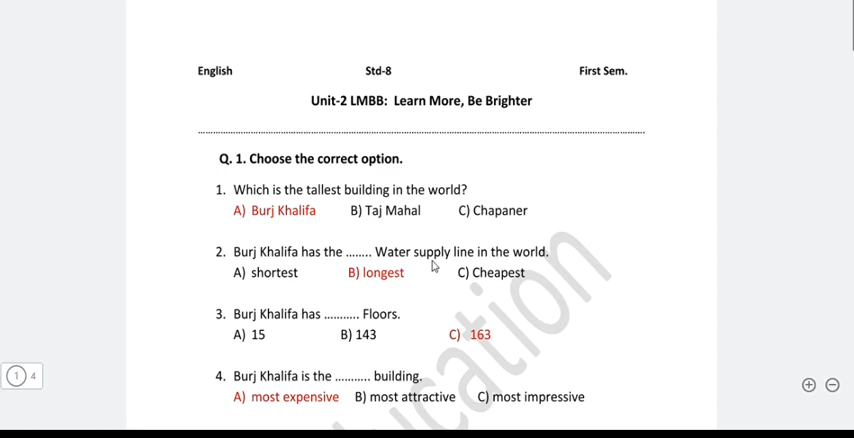 English Std-8 First Sem.
Unit-2 LMBB: Learn More, Be Brighter
Q. 1. Choose the correct option.
1. Which is the tallest building in the world?
A) Burj Khalifa B) Taj Mahal C) Chapaner
2. Burj Khalifa has the ........ Water supply line in the world.
A) shortest B) longest C) Cheapest
3. Burj Khalifa has ........... Floors.
A) 15 B) 143 C) 163
4. Burj Khalifa is the ........... building.
A) most expensive B) most attractive C) most impressive
1 4